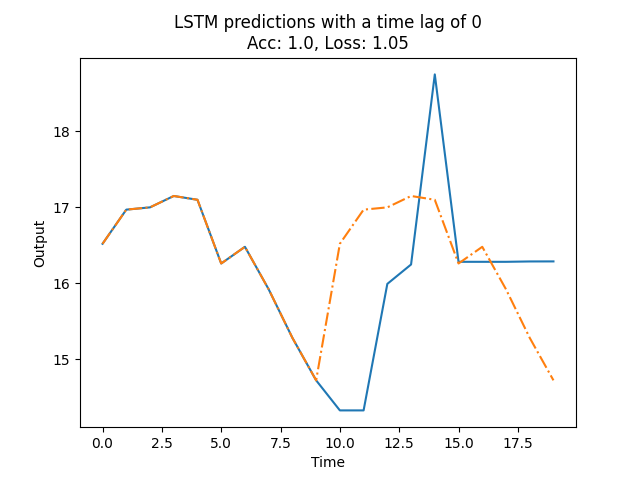 LSTM predictions with a time lag of 0
Acc: 1.0, Loss: 1.05
18
17
16
15
Output
0.0 2.5 5.0 7.5 10.0 12.5 15.0 17.5
Time